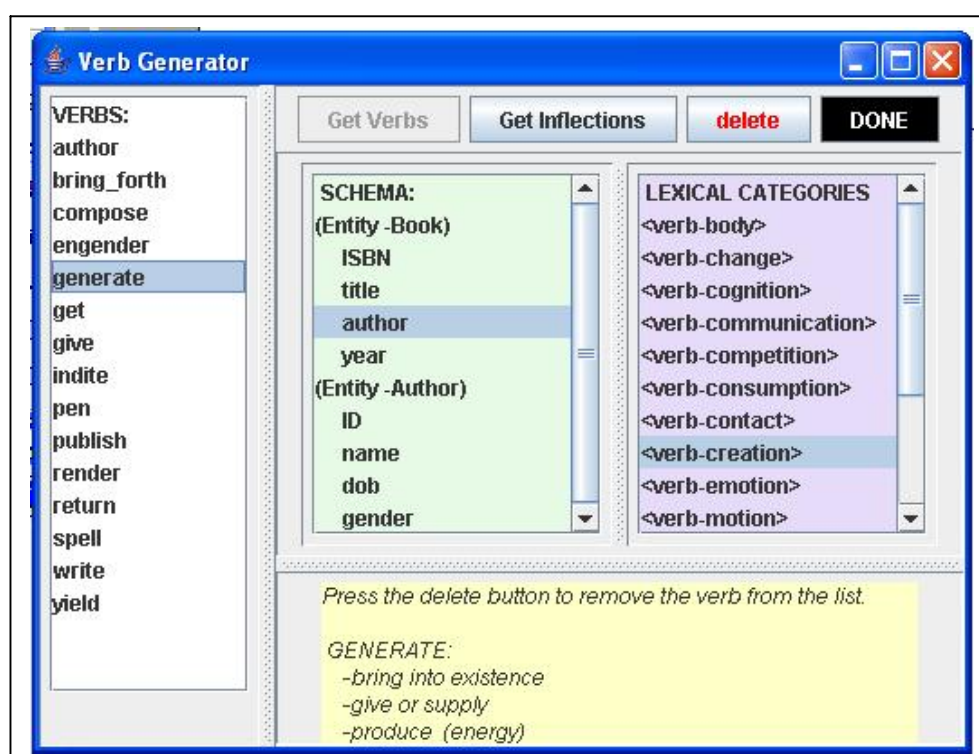 Verb Generator
VERBS:
author
bring_forth
compose
engender
generate
get
give
indite
pen
publish
render
return
spell
write
yield
Get Verbs
Get Inflections
delete
DONE
SCHEMA:
(Entity -Book)
ISBN
title
author
year
(Entity -Author)
ID
name
dob
gender
LEXICAL CATEGORIES
<verb-body>
<verb-change>
<verb-cognition>
<verb-communication>
<verb-competition>
<verb-consumption>
<verb-contact>
<verb-creation>
<verb-emotion>
<verb-motion>
Press the delete button to remove the verb from the list.
GENERATE:
-bring into existence
-give or supply
-produce (energy)